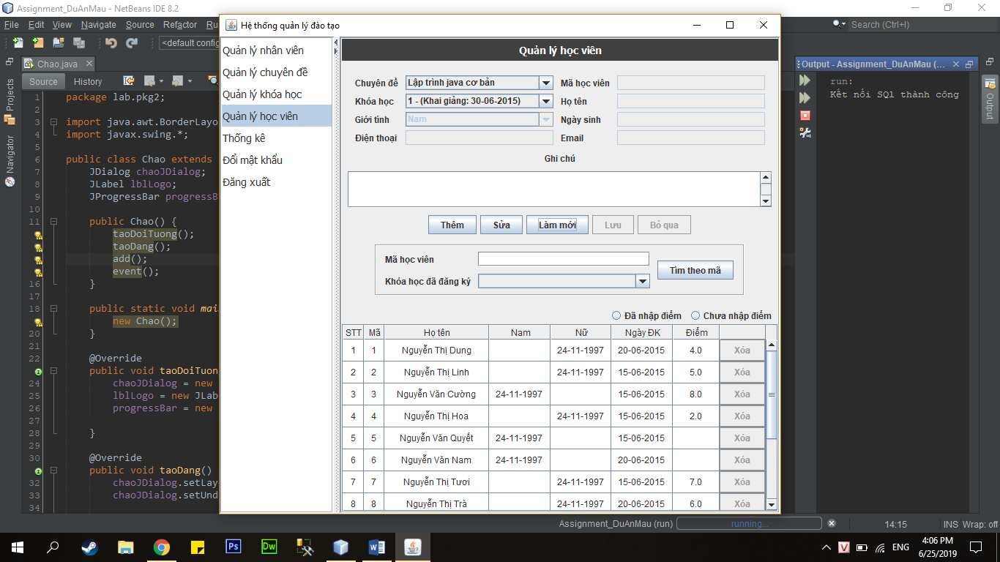 Assignment_DuAnMau - NetBeans IDE 8.2
File Edit View Navigate Source Refactor Ru
Search (Ctrl+I)
<default config
Chao.java
Source History
Projects
Navigator
1 package lab.pkg2;
2
3 import java.awt.BorderLayo
4 import javax.swing.*;
5
6 public class Chao extends
7 JDialog chaoJDialog;
8 JLabel lblLogo;
9 JProgressBar progressB
10
11 public Chao() {
taoDoiTuong();
taoDang();
add();
event();
16 }
17
18 public static void mai
new Chao();
20 }
21
22 @Override
public void taoDoiTuon
24 chaoJDialog = new
25 lblLogo = new JLabe
26 progressBar = new
27
28 }
29
30 @Override
public void taoDang()
32 chaoJDialog.setLay
33 chaoJDialog.setUnd
34
Hệ thống quản lý đào tạo
Quản lý nhân viên
Quản lý chuyên đề
Quản lý khóa học
Quản lý học viên
Thống kê
Đổi mật khẩu
Đăng xuất
Quản lý học viên
Chuyên đề Lập trình java cơ bản Mã học viên
Khóa học 1 - (Khai giảng: 30-06-2015) Họ tên
Giới tính Nam Ngày sinh
Điện thoại Email
Ghi chú
Thêm Sửa Làm mới Lưu Bỏ qua
Mã học viên
Khóa học đã đăng ký
Tìm theo mã
Đã nhập điểm Chưa nhập điểm
STT Mã Họ tên Nam Nữ Ngày ĐK Điểm
1 1 Nguyễn Thị Dung 24-11-1997 20-06-2015 4.0 Xóa
2 2 Nguyễn Thị Linh 24-11-1997 15-06-2015 5.0 Xóa
3 3 Nguyễn Văn Cường 24-11-1997 15-06-2015 8.0 Xóa
4 4 Nguyễn Thị Hoa 24-11-1997 15-06-2015 2.0 Xóa
5 5 Nguyễn Văn Quyết 24-11-1997 15-06-2015 Xóa
6 6 Nguyễn Văn Nam 24-11-1997 20-06-2015 Xóa
7 7 Nguyễn Thị Tươi 24-11-1997 15-06-2015 7.0 Xóa
8 8 Nguyễn Thị Trà 24-11-1997 20-06-2015 6.0 Xóa
Output - Assignment_DuAnMau (...
run:
Kết nối SQl thành công
Output
Assignment_DuAnMau (run) running... 14:15 INS Wrap: off
Ps Dw
ENG
4:06 PM
6/25/2019